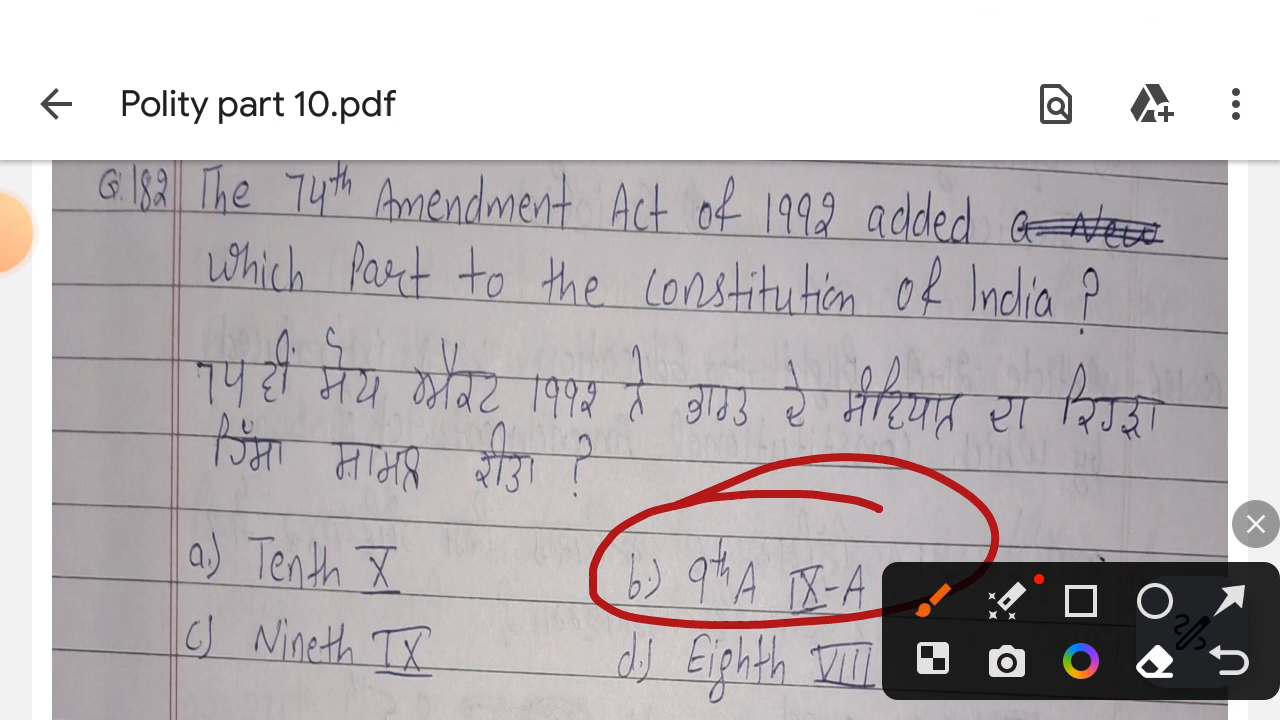 Polity part 10.pdf
Q.182 The 74th Amendment Act of 1992 added a New
which Part to the Constitution of India ?
74ਵੀਂ ਸੋਧ ਐਕਟ 1992 ਨੇ ਭਾਰਤ ਦੇ ਸੰਵਿਧਾਨ ਦਾ ਕਿਹੜਾ
ਹਿੱਸਾ ਸ਼ਾਮਲ ਕੀਤਾ ?
a.) Tenth X
b.) 9th A IX-A
c) Nineth IX
d.) Eighth VIII